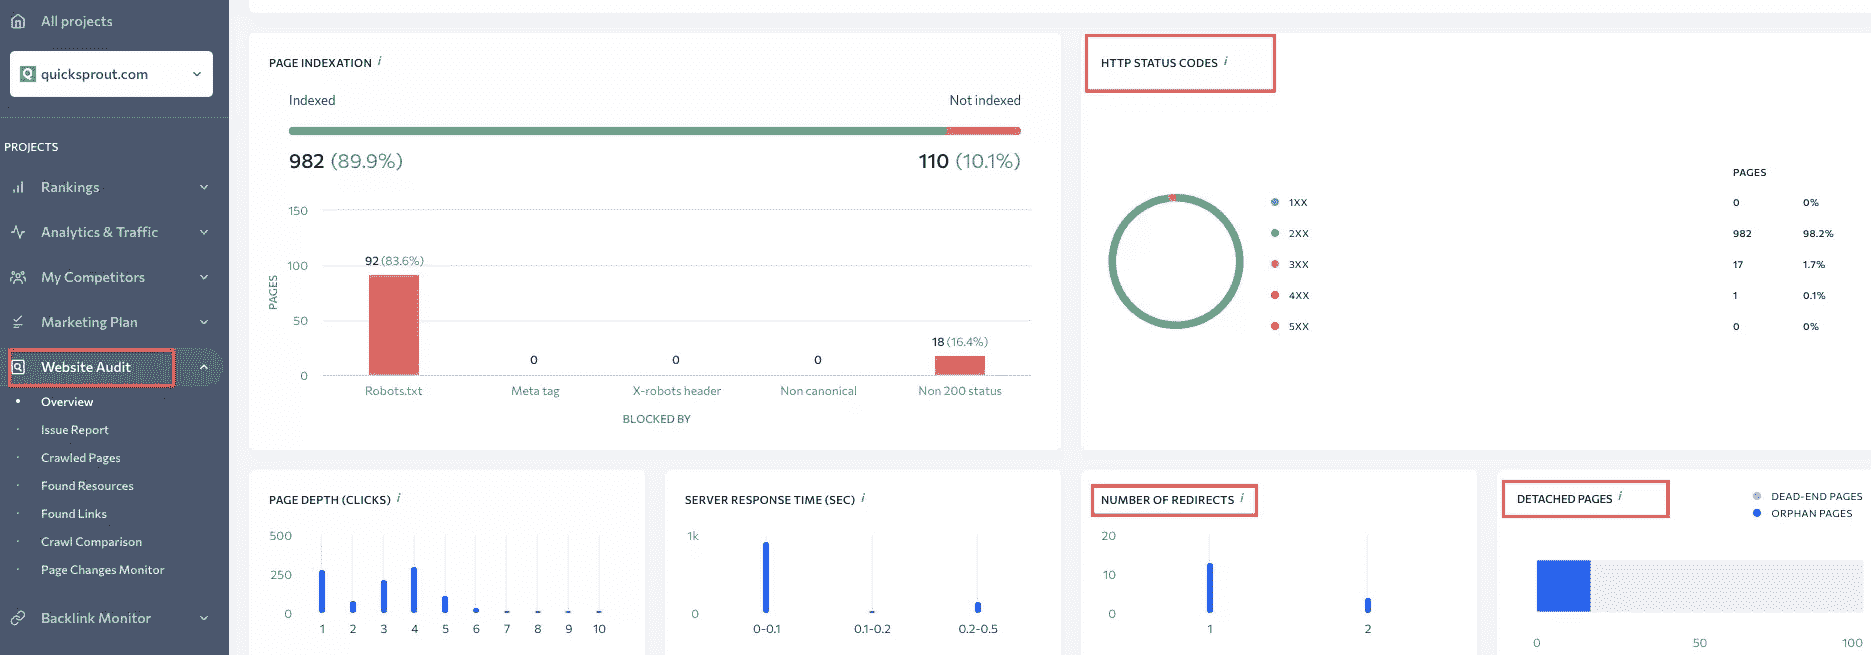 All projects
quicksprout.com
PROJECTS
Rankings
Analytics & Traffic
My Competitors
Marketing Plan
Website Audit
Overview
Issue Report
Crawled Pages
Found Resources
Found Links
Crawl Comparison
Page Changes Monitor
Backlink Monitor
PAGE INDEXATION i
Indexed Not indexed
982 (89.9%) 110 (10.1%)
150
100
50
0
PAGES
92 (83.6%) 0 0 0 18 (16.4%)
Robots.txt Meta tag X-robots header Non canonical Non 200 status
BLOCKED BY
HTTP STATUS CODES i
PAGES
1XX 0 0%
2XX 982 98.2%
3XX 17 1.7%
4XX 1 0.1%
5XX 0 0%
PAGE DEPTH (CLICKS) i
500
250
0
1 2 3 4 5 6 7 8 9 10
SERVER RESPONSE TIME (SEC) i
1k
0
0-0.1 0.1-0.2 0.2-0.5
NUMBER OF REDIRECTS i
20
10
0
1 2
DETACHED PAGES i
DEAD-END PAGES
ORPHAN PAGES
0 50 100